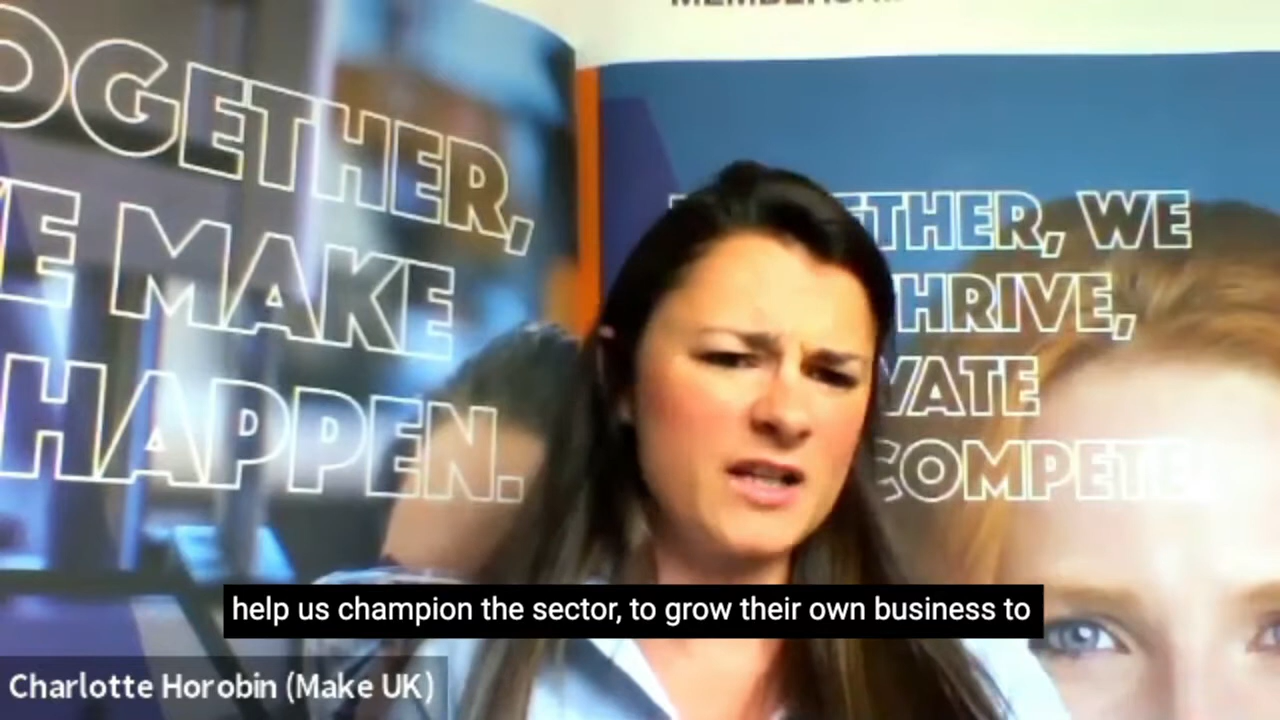 OGETHER,
E MAKE
HAPPEN.
THER, WE
HRIVE,
VATE
COMPETE
help us champion the sector, to grow their own business to
Charlotte Horobin (Make UK)